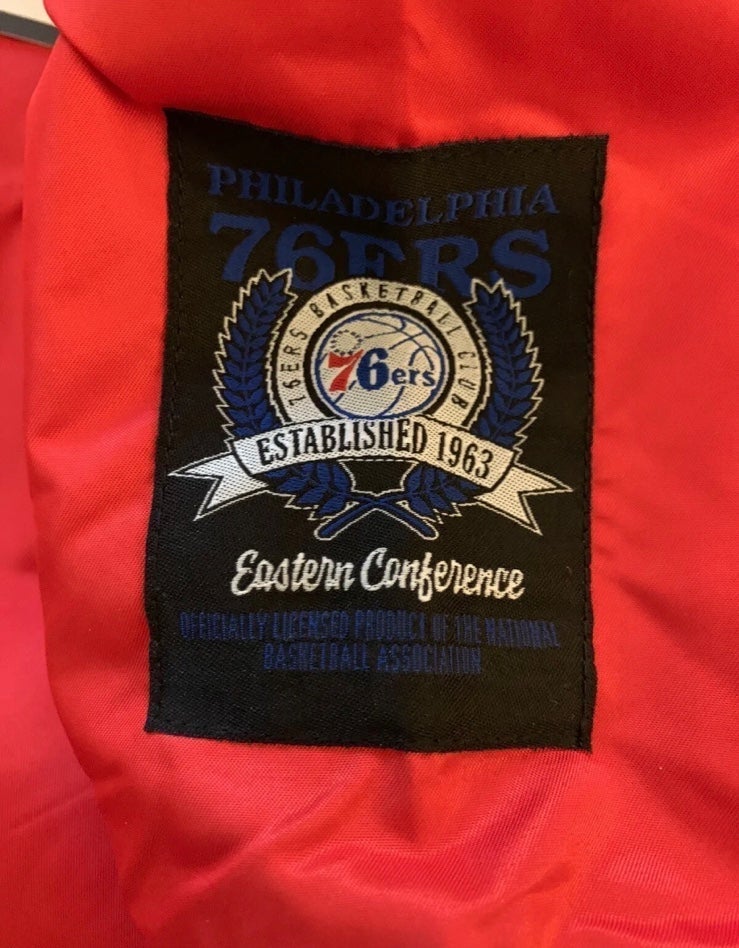 PHILADELPHIA
76ERS
76ERS BASKETBALL CLUB
76ers
ESTABLISHED 1963
Eastern Conference
OFFICIALLY LICENSED PRODUCT OF THE NATIONAL
BASKETBALL ASSOCIATION